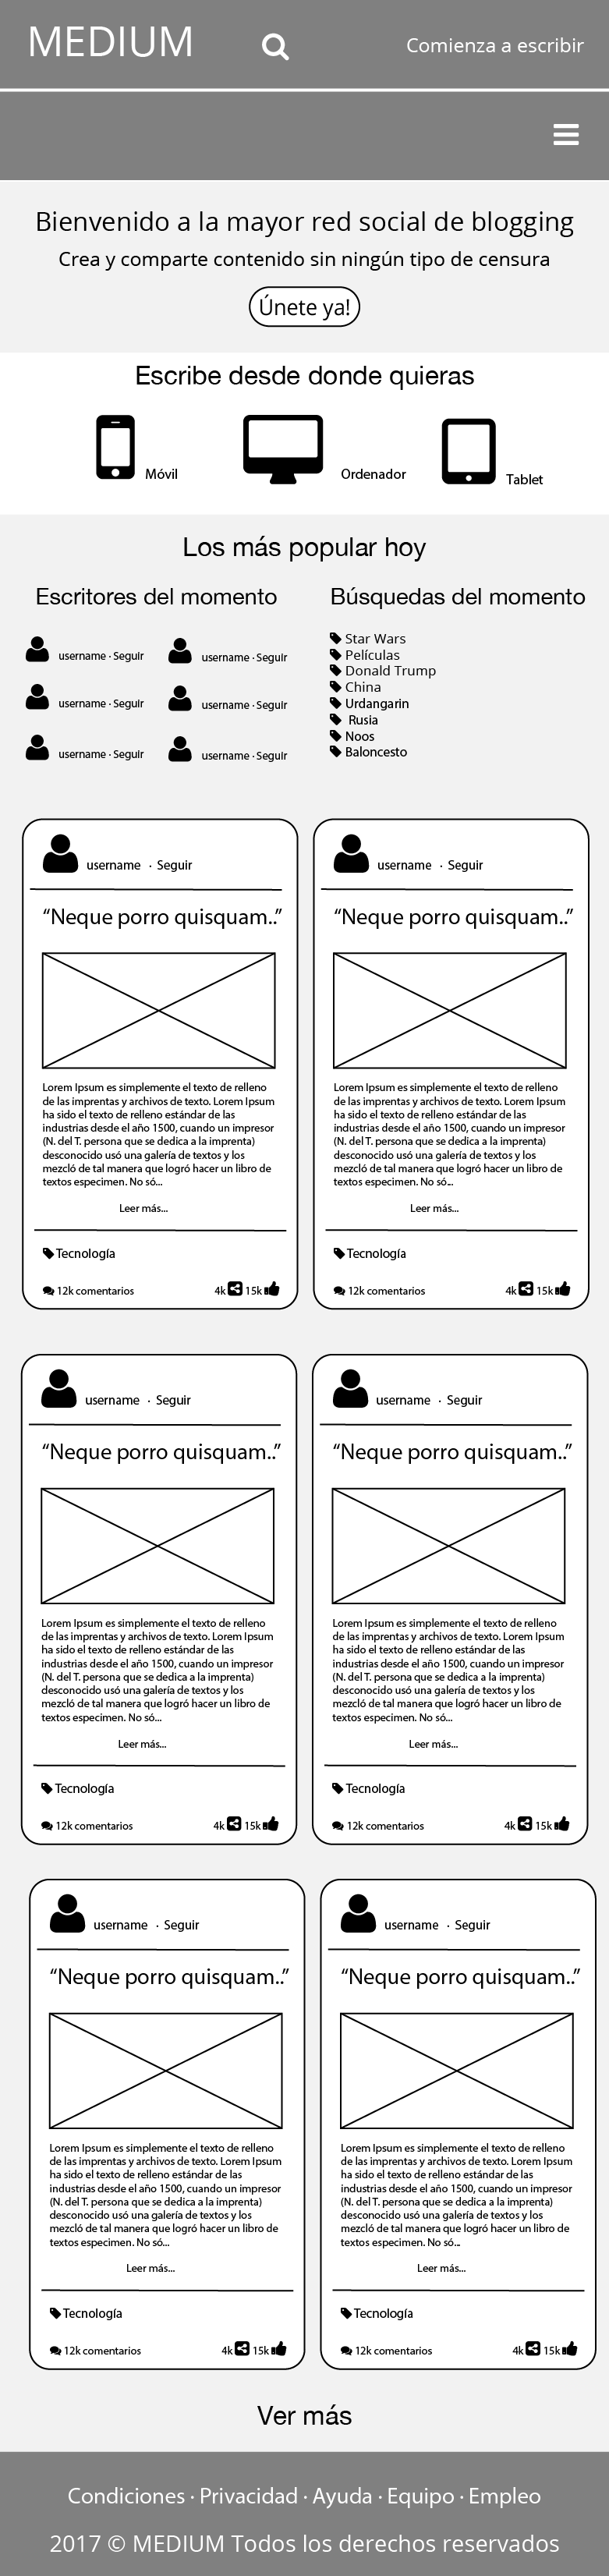 MEDIUM
Comienza a escribir
Bienvenido a la mayor red social de blogging
Crea y comparte contenido sin ningún tipo de censura
Únete ya!
Escribe desde donde quieras
Móvil
Ordenador
Tablet
Los más popular hoy
Escritores del momento
username · Seguir
username · Seguir
username · Seguir
username · Seguir
username · Seguir
username · Seguir
Búsquedas del momento
Star Wars
Películas
Donald Trump
China
Urdangarin
Rusia
Noos
Baloncesto
username · Seguir
“Neque porro quisquam..”
Lorem Ipsum es simplemente el texto de relleno
de las imprentas y archivos de texto. Lorem Ipsum
ha sido el texto de relleno estándar de las
industrias desde el año 1500, cuando un impresor
(N. del T. persona que se dedica a la imprenta)
desconocido usó una galería de textos y los
mezcló de tal manera que logró hacer un libro de
textos especimen. No só...
Leer más...
Tecnología
12k comentarios 4k 15k
username · Seguir
“Neque porro quisquam..”
Lorem Ipsum es simplemente el texto de relleno
de las imprentas y archivos de texto. Lorem Ipsum
ha sido el texto de relleno estándar de las
industrias desde el año 1500, cuando un impresor
(N. del T. persona que se dedica a la imprenta)
desconocido usó una galería de textos y los
mezcló de tal manera que logró hacer un libro de
textos especimen. No só...
Leer más...
Tecnología
12k comentarios 4k 15k
username · Seguir
“Neque porro quisquam..”
Lorem Ipsum es simplemente el texto de relleno
de las imprentas y archivos de texto. Lorem Ipsum
ha sido el texto de relleno estándar de las
industrias desde el año 1500, cuando un impresor
(N. del T. persona que se dedica a la imprenta)
desconocido usó una galería de textos y los
mezcló de tal manera que logró hacer un libro de
textos especimen. No só...
Leer más...
Tecnología
12k comentarios 4k 15k
username · Seguir
“Neque porro quisquam..”
Lorem Ipsum es simplemente el texto de relleno
de las imprentas y archivos de texto. Lorem Ipsum
ha sido el texto de relleno estándar de las
industrias desde el año 1500, cuando un impresor
(N. del T. persona que se dedica a la imprenta)
desconocido usó una galería de textos y los
mezcló de tal manera que logró hacer un libro de
textos especimen. No só...
Leer más...
Tecnología
12k comentarios 4k 15k
username · Seguir
“Neque porro quisquam..”
Lorem Ipsum es simplemente el texto de relleno
de las imprentas y archivos de texto. Lorem Ipsum
ha sido el texto de relleno estándar de las
industrias desde el año 1500, cuando un impresor
(N. del T. persona que se dedica a la imprenta)
desconocido usó una galería de textos y los
mezcló de tal manera que logró hacer un libro de
textos especimen. No só...
Leer más...
Tecnología
12k comentarios 4k 15k
username · Seguir
“Neque porro quisquam..”
Lorem Ipsum es simplemente el texto de relleno
de las imprentas y archivos de texto. Lorem Ipsum
ha sido el texto de relleno estándar de las
industrias desde el año 1500, cuando un impresor
(N. del T. persona que se dedica a la imprenta)
desconocido usó una galería de textos y los
mezcló de tal manera que logró hacer un libro de
textos especimen. No só...
Leer más...
Tecnología
12k comentarios 4k 15k
Ver más
Condiciones · Privacidad · Ayuda · Equipo · Empleo
2017 © MEDIUM Todos los derechos reservados